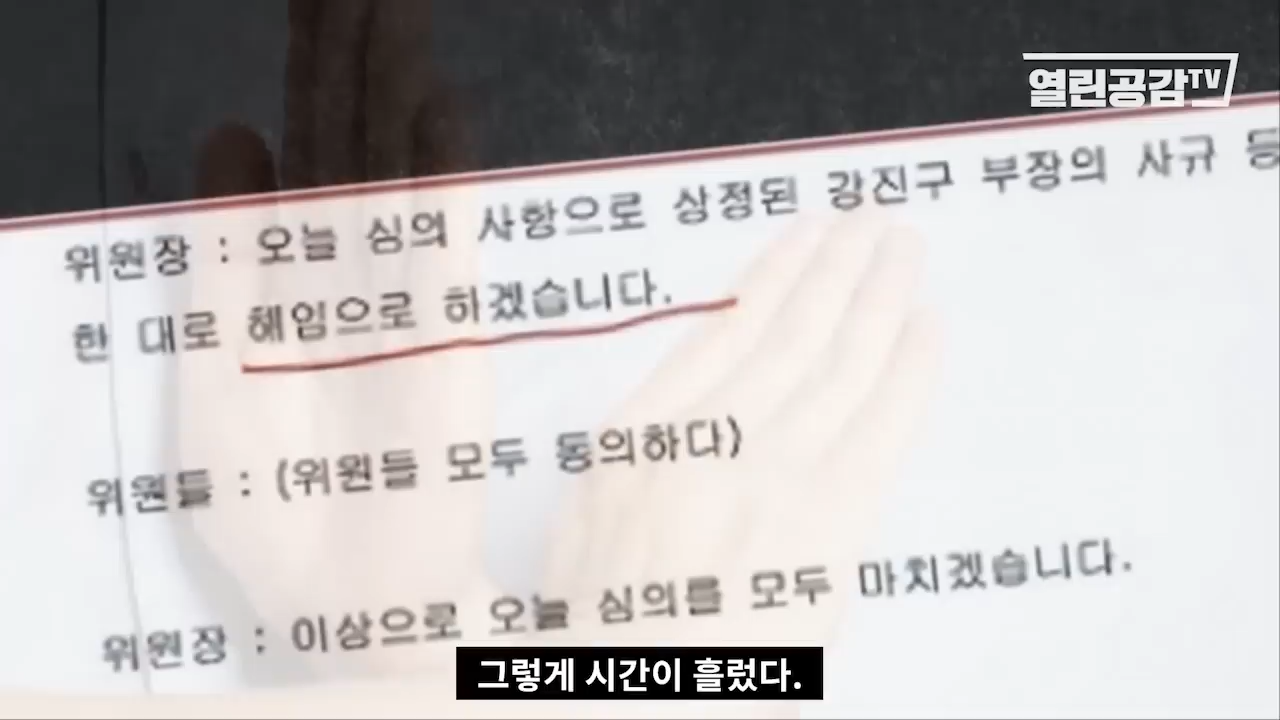 열린공감TV
위원장 : 오늘 심의 사항으로 상정된 강진구 부장의 사규 등
한 대로 해임으로 하겠습니다.
위원들 : (위원들 모두 동의하다)
위원장 : 이상으로 오늘 심의를 모두 마치겠습니다.
그렇게 시간이 흘렀다.